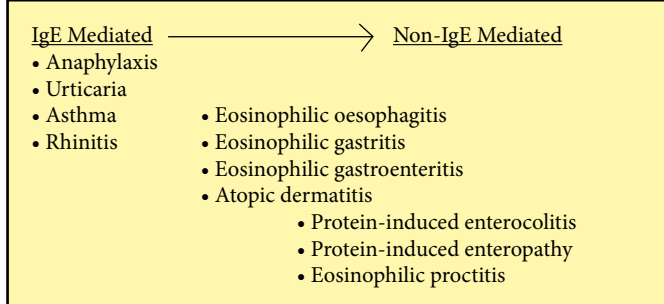 IgE Mediated Non-IgE Mediated
• Anaphylaxis
• Urticaria
• Asthma • Eosinophilic oesophagitis
• Rhinitis • Eosinophilic gastritis
• Eosinophilic gastroenteritis
• Atopic dermatitis
• Protein-induced enterocolitis
• Protein-induced enteropathy
• Eosinophilic proctitis